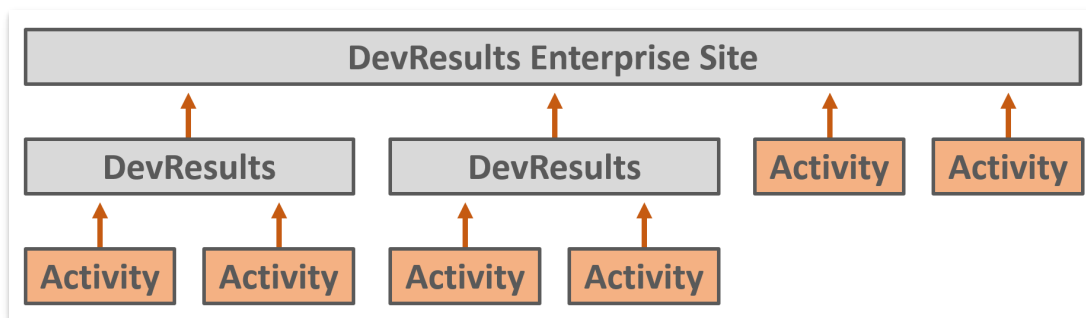 DevResults Enterprise Site
DevResults DevResults Activity Activity
Activity Activity Activity Activity